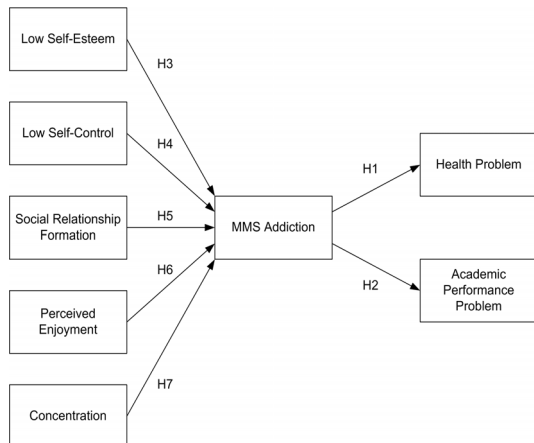 Low Self-Esteem
H3
Low Self-Control
H4
Social Relationship
Formation
H5
MMS Addiction
H1
Health Problem
H6
H2
Academic
Performance
Problem
Perceived
Enjoyment
H7
Concentration